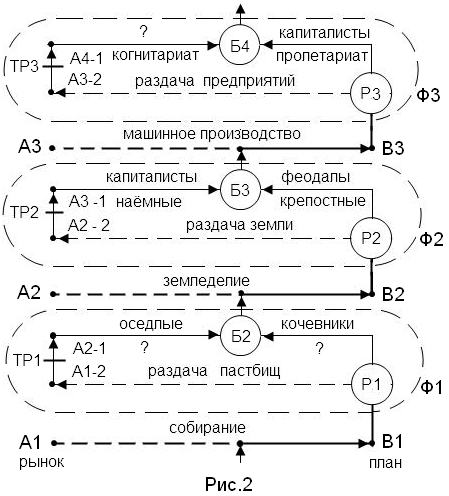 ? капиталисты
Б4
ТР3 А4-1 когнитариат пролетариат
А3-2 раздача предприятий Р3
Ф3
машинное производство
А3 В3
капиталисты феодалы
Б3
ТР2 А3-1 наёмные крепостные
А2-2 раздача земли Р2
Ф2
земледелие
А2 В2
оседлые кочевники
Б2
ТР1 А2-1 ? ?
А1-2 раздача пастбищ Р1
Ф1
собирание
А1 В1
рынок план
Рис.2